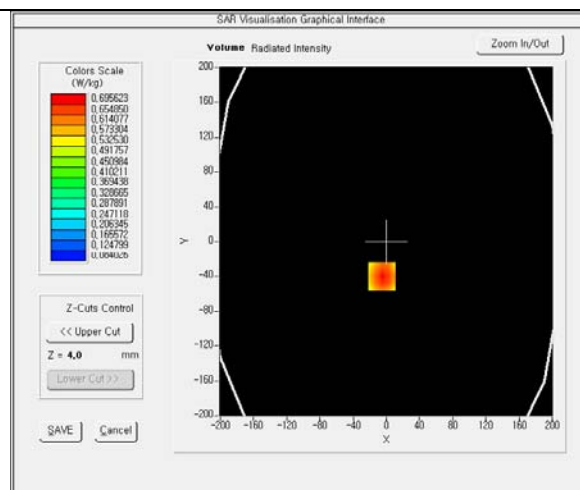 SAR Visualisation Graphical Interface
Volume Radiated Intensity
Zoom In/Out
Colors Scale
(W/kg)
0.695623
0.654850
0.614077
0.573304
0.532530
0.491757
0.450984
0.410211
0.369438
0.328665
0.287891
0.247118
0.206345
0.165572
0.124799
0.084026
200
160
120
80
40
0
-40
-80
-120
-160
-200
Y
-200 -160 -120 -80 -40 0 40 80 120 160 200
X
Z-Cuts Control
<< Upper Cut
Z = 4.0 mm
Lower Cut >>
SAVE Cancel